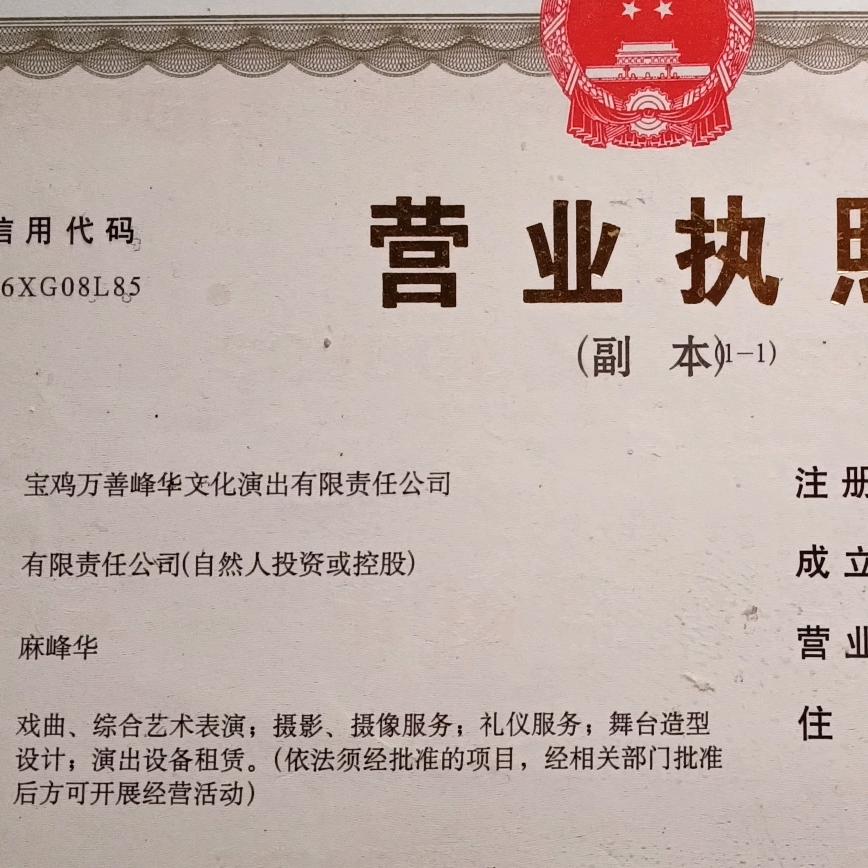 信用代码
6XG08L85
营业执照
(副 本)(1-1)
宝鸡万善峰华文化演出有限责任公司
注册
有限责任公司(自然人投资或控股)
成立
麻峰华
营业
戏曲、综合艺术表演；摄影、摄像服务；礼仪服务；舞台造型
住
设计；演出设备租赁。(依法须经批准的项目，经相关部门批准
后方可开展经营活动)